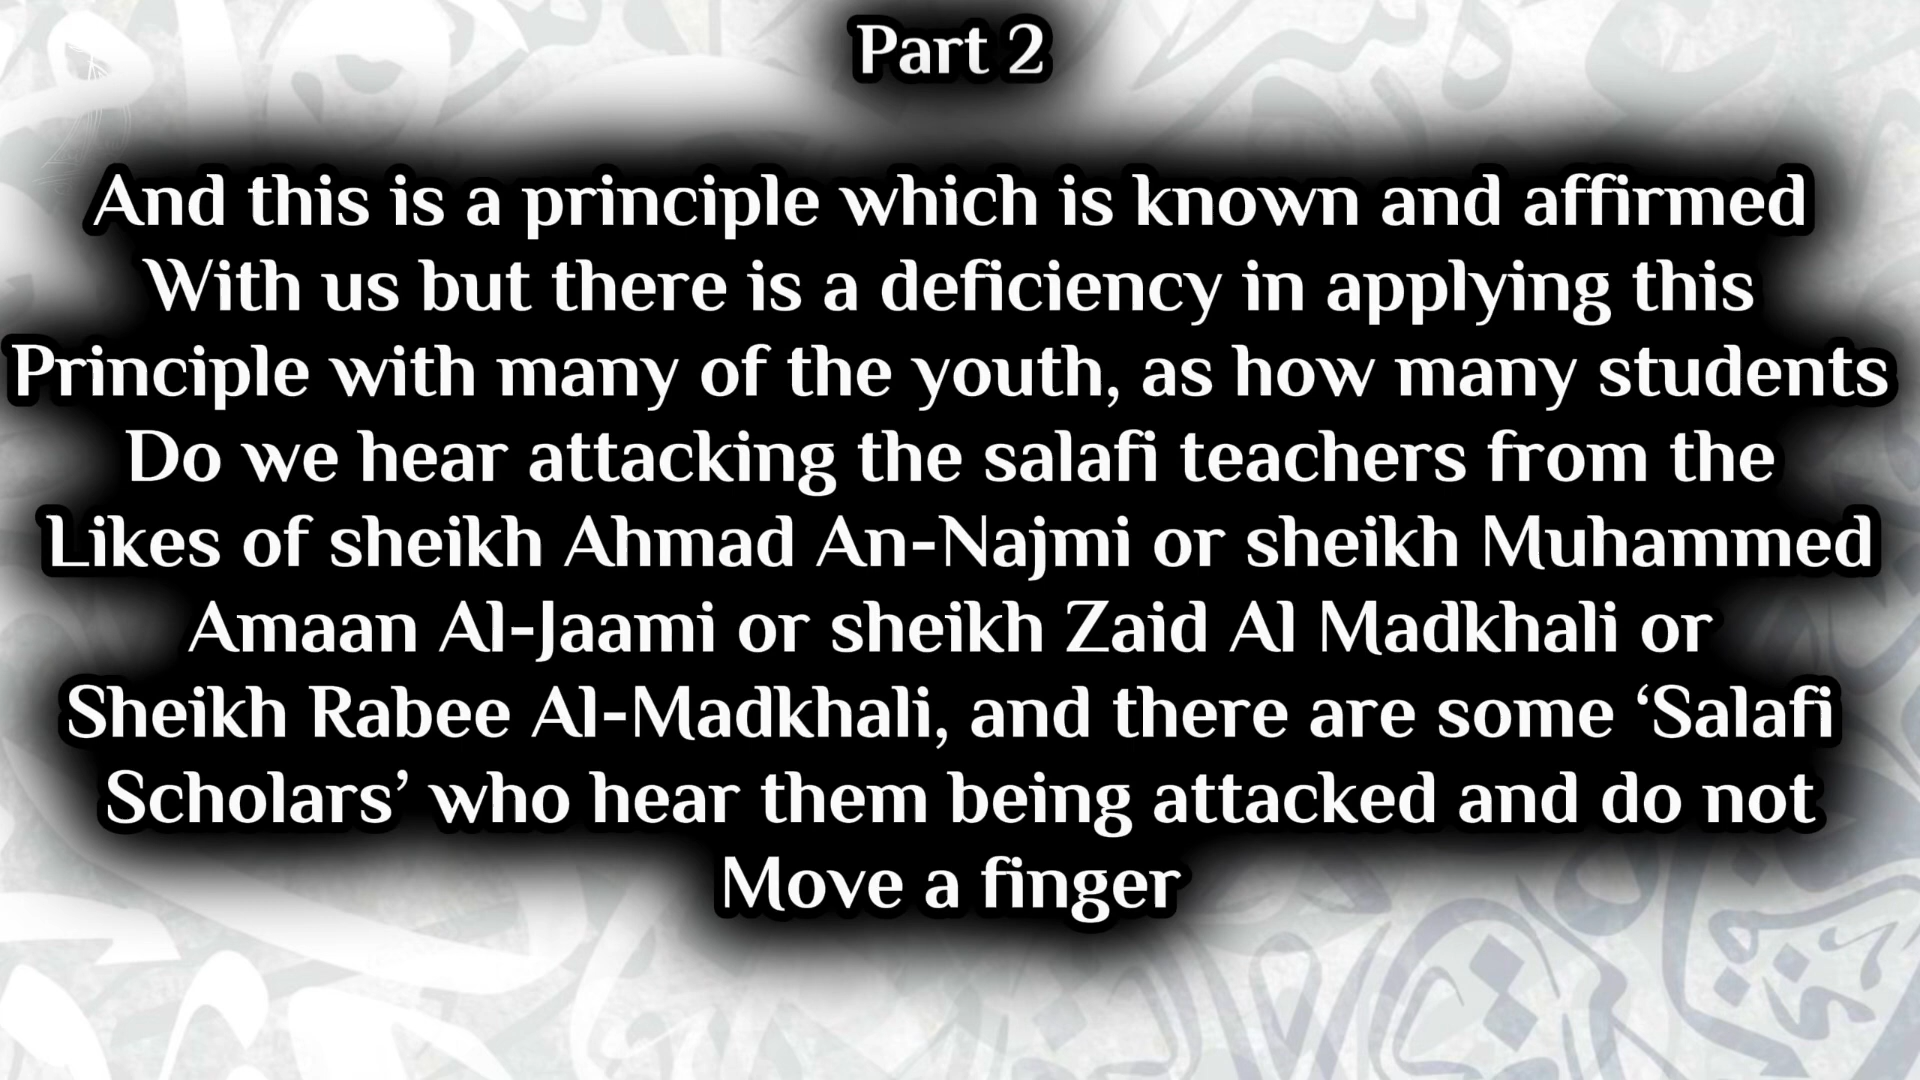 Part 2
And this is a principle which is known and affirmed
With us but there is a deficiency in applying this
Principle with many of the youth, as how many students
Do we hear attacking the salafi teachers from the
Likes of sheikh Ahmad An-Najmi or sheikh Muhammed
Amaan Al-Jaami or sheikh Zaid Al Madkhali or
Sheikh Rabee Al-Madkhali, and there are some ‘Salafi
Scholars’ who hear them being attacked and do not
Move a finger